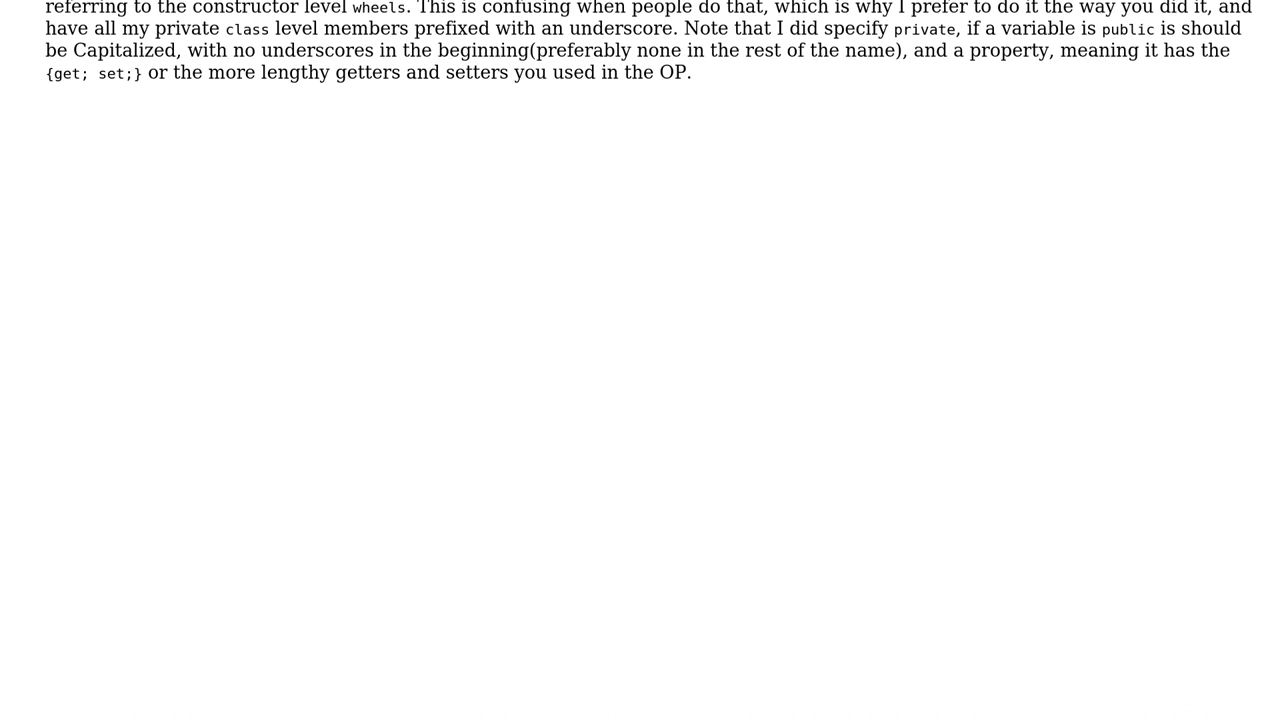 referring to the constructor level wheels. This is confusing when people do that, which is why I prefer to do it the way you did it, and
have all my private class level members prefixed with an underscore. Note that I did specify private, if a variable is public is should
be Capitalized, with no underscores in the beginning(preferably none in the rest of the name), and a property, meaning it has the
{get; set;} or the more lengthy getters and setters you used in the OP.